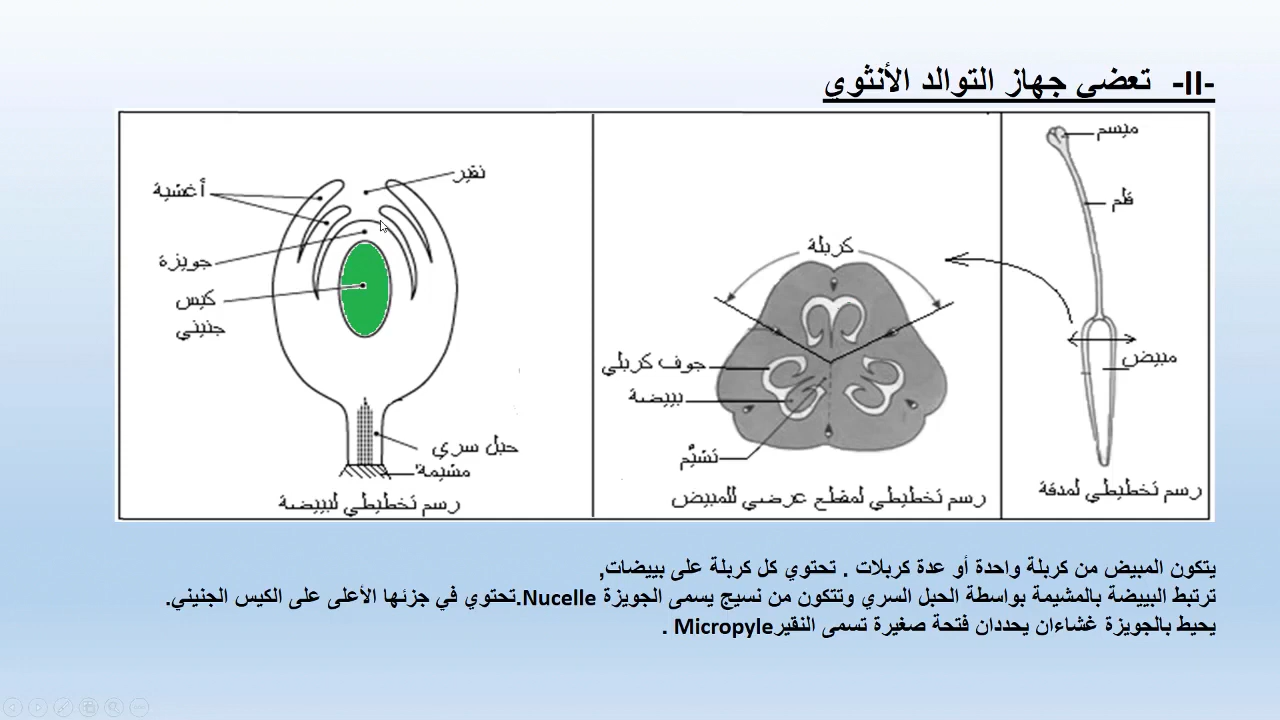 -II- تعضي جهاز التوالد الأنثوي
ميسم
قلم
مبيض
رسم تخطيطي لمدقة
كربلة
جوف كربلي
بييضة
تشيُّم
رسم تخطيطي لمقطع عرضي للمبيض
نقير
أغشية
جويزة
كيس
جنيني
حبل سري
مشيمة
رسم تخطيطي لبييضة
يتكون المبيض من كربلة واحدة أو عدة كربلات . تحتوي كل كربلة على بييضات,
ترتبط البييضة بالمشيمة بواسطة الحبل السري وتتكون من نسيج يسمى الجويزة Nucelle.تحتوي في جزئها الأعلى على الكيس الجنيني.
يحيط بالجويزة غشاءان يحددان فتحة صغيرة تسمى النقيرMicropyle .